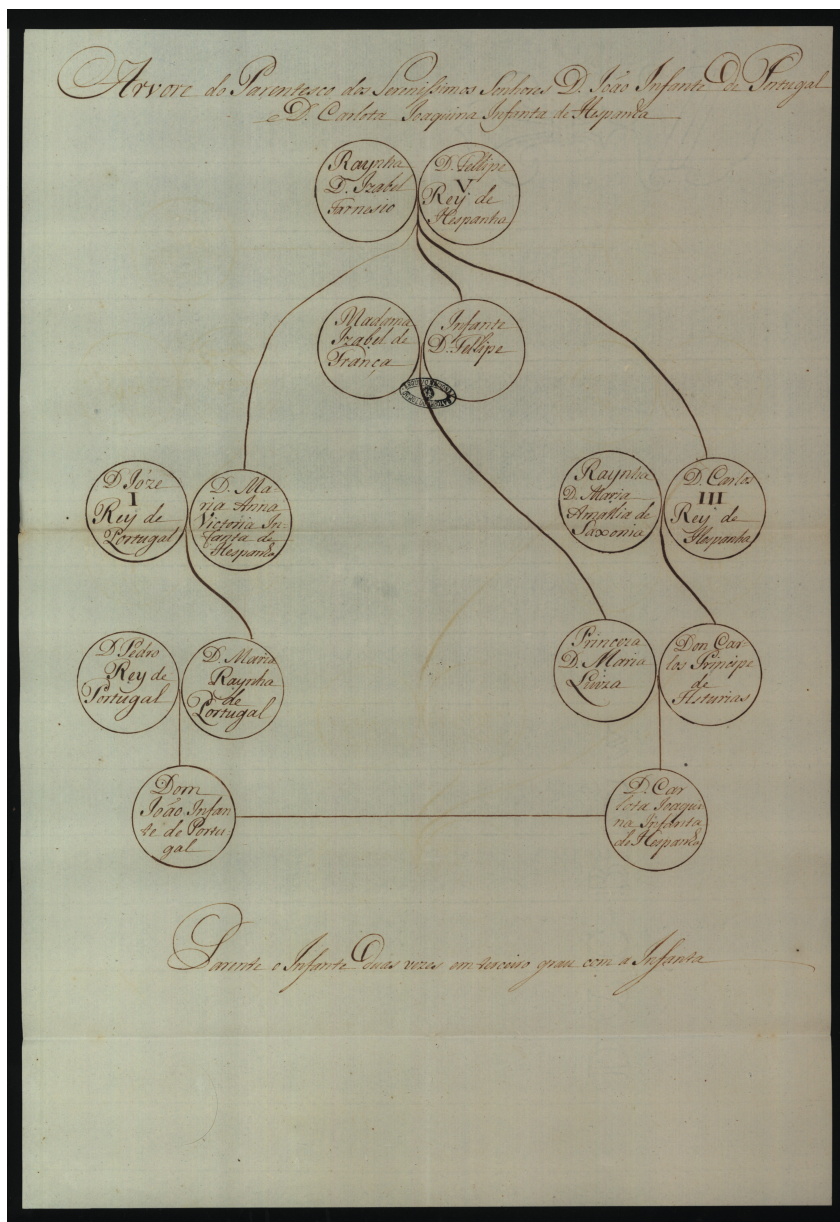 Arvore do Parentesco dos Serenissimos Senhores D. João Infante de Portugal
e D. Carlota Joaquina Infanta de Hespanha
Raynha
D. Izabel
Farnesio
D. Fellipe
V
Rey de
Hespanha
Madama
Izabel de
França
Infante
D. Fellipe
D. Józe
I
Rey de
Portugal
D. Ma
ria Anna
Victoria In-
fanta de
Hespanha
Raynha
D. Maria
Amallia de
Saxonia
D. Carlos
III
Rey de
Hespanha
D. Pedro
Rey de
Portugal
D. Maria
Raynha
de
Portugal
Princeza
D. Maria
Luiza
Don Car-
los Principe
de
Asturias
Dom
João Infan-
te de Portu
gal
D. Car
lota Joaqui
na Infanta
de Hespanha
Parente o Infante duas vezes em terceiro grau com a Infanta